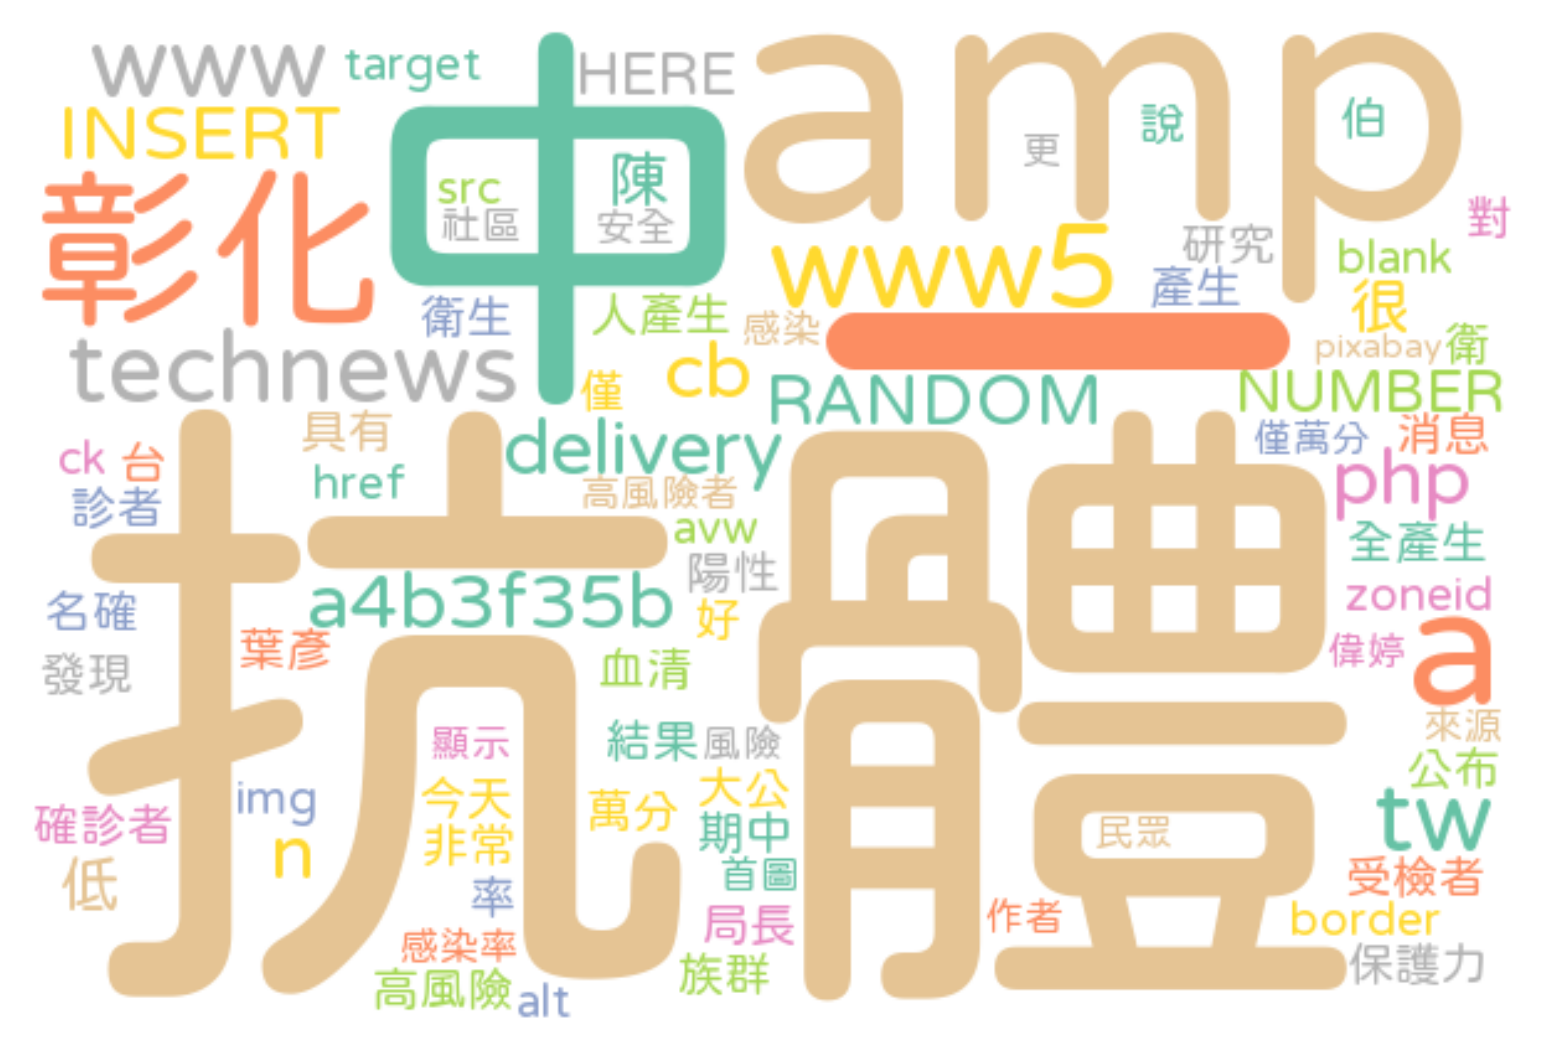 www
target
HERE
amp
INSERT
中
說
伯
更
彰化
src
陳
社區
安全
對
www5
研究
blank
衛生
人產生
感染
產生
很
technews
一
pixabay
衛
僅
cb
RANDOM
NUMBER
抗體
具有
delivery
僅萬分
消息
ck
台
href
高風險者
php
診者
avw
全產生
陽性
a4b3f35b
zoneid
名確
好
葉彥
偉婷
a
發現
血清
來源
顯示
結果
風險
公布
img
今天
萬分
大公
tw
確診者
非常
期中
民眾
n
低
率
首圖
受檢者
局長
作者
border
感染率
保護力
高風險
族群
alt